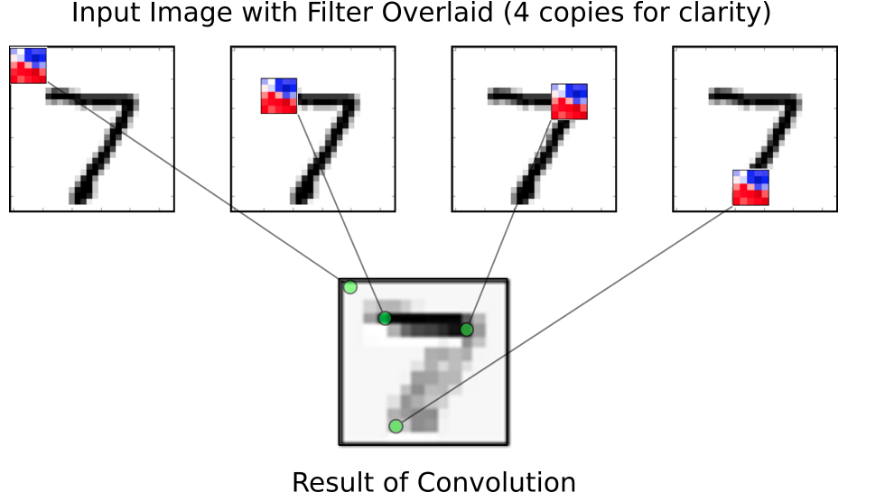 Input Image with Filter Overlaid (4 copies for clarity)
Result of Convolution